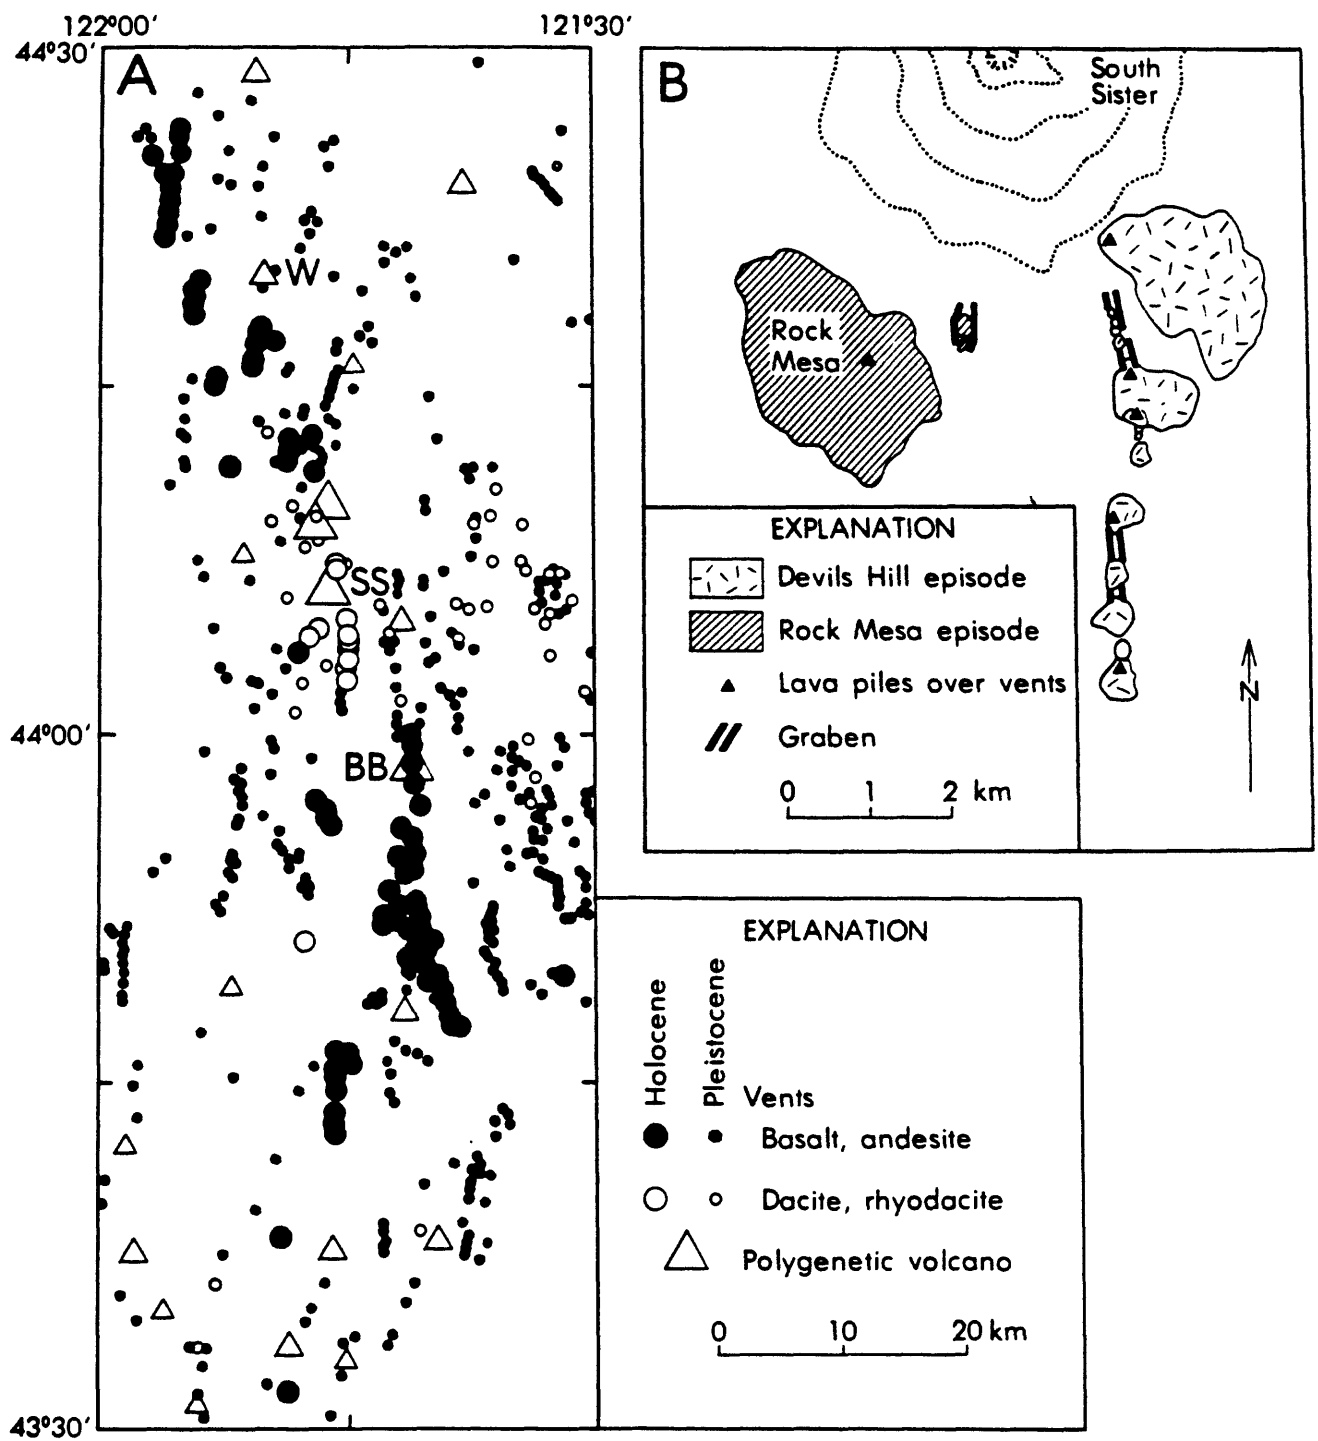 122°00'
121°30'
44°30'
A
W
SS
44°00'
BB
43°30'
B
South
Sister
Rock
Mesa
EXPLANATION
Devils Hill episode
Rock Mesa episode
Lava piles over vents
Graben
0 1 2 km
N
EXPLANATION
Holocene
Pleistocene
Vents
Basalt, andesite
Dacite, rhyodacite
Polygenetic volcano
0 10 20 km